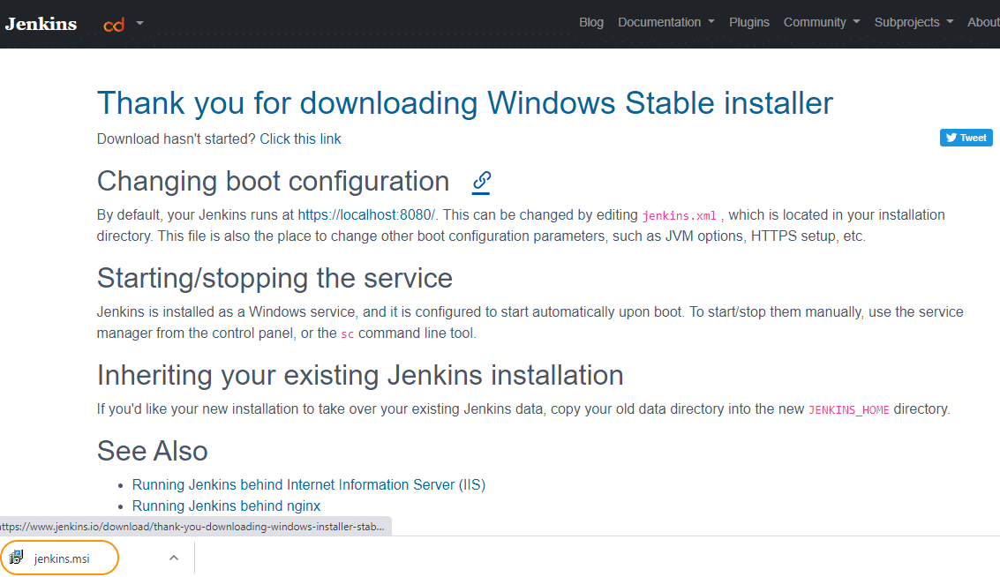 Jenkins cd Blog Documentation Plugins Community Subprojects About
Thank you for downloading Windows Stable installer
Download hasn't started? Click this link
Tweet
Changing boot configuration
By default, your Jenkins runs at https://localhost:8080/. This can be changed by editing jenkins.xml , which is located in your installation
directory. This file is also the place to change other boot configuration parameters, such as JVM options, HTTPS setup, etc.
Starting/stopping the service
Jenkins is installed as a Windows service, and it is configured to start automatically upon boot. To start/stop them manually, use the service
manager from the control panel, or the sc command line tool.
Inheriting your existing Jenkins installation
If you'd like your new installation to take over your existing Jenkins data, copy your old data directory into the new JENKINS_HOME directory.
See Also
• Running Jenkins behind Internet Information Server (IIS)
• Running Jenkins behind nginx
https://www.jenkins.io/download/thank-you-downloading-windows-installer-stab...
jenkins.msi